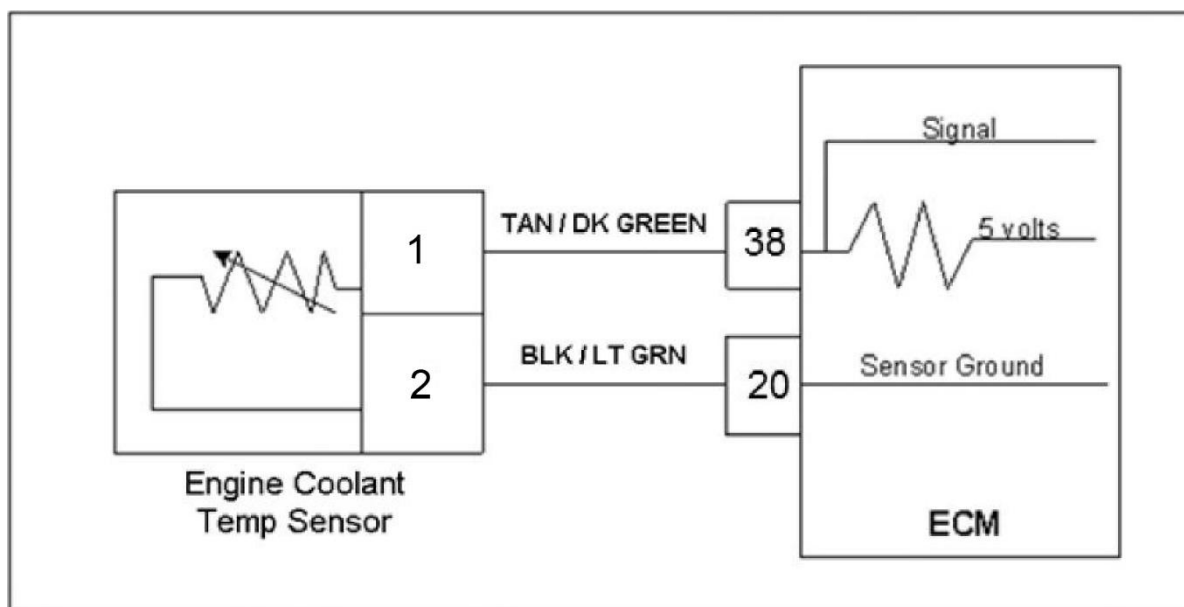 Signal
5 volts
1
TAN / DK GREEN
38
2
BLK / LT GRN
20
Sensor Ground
Engine Coolant
Temp Sensor
ECM